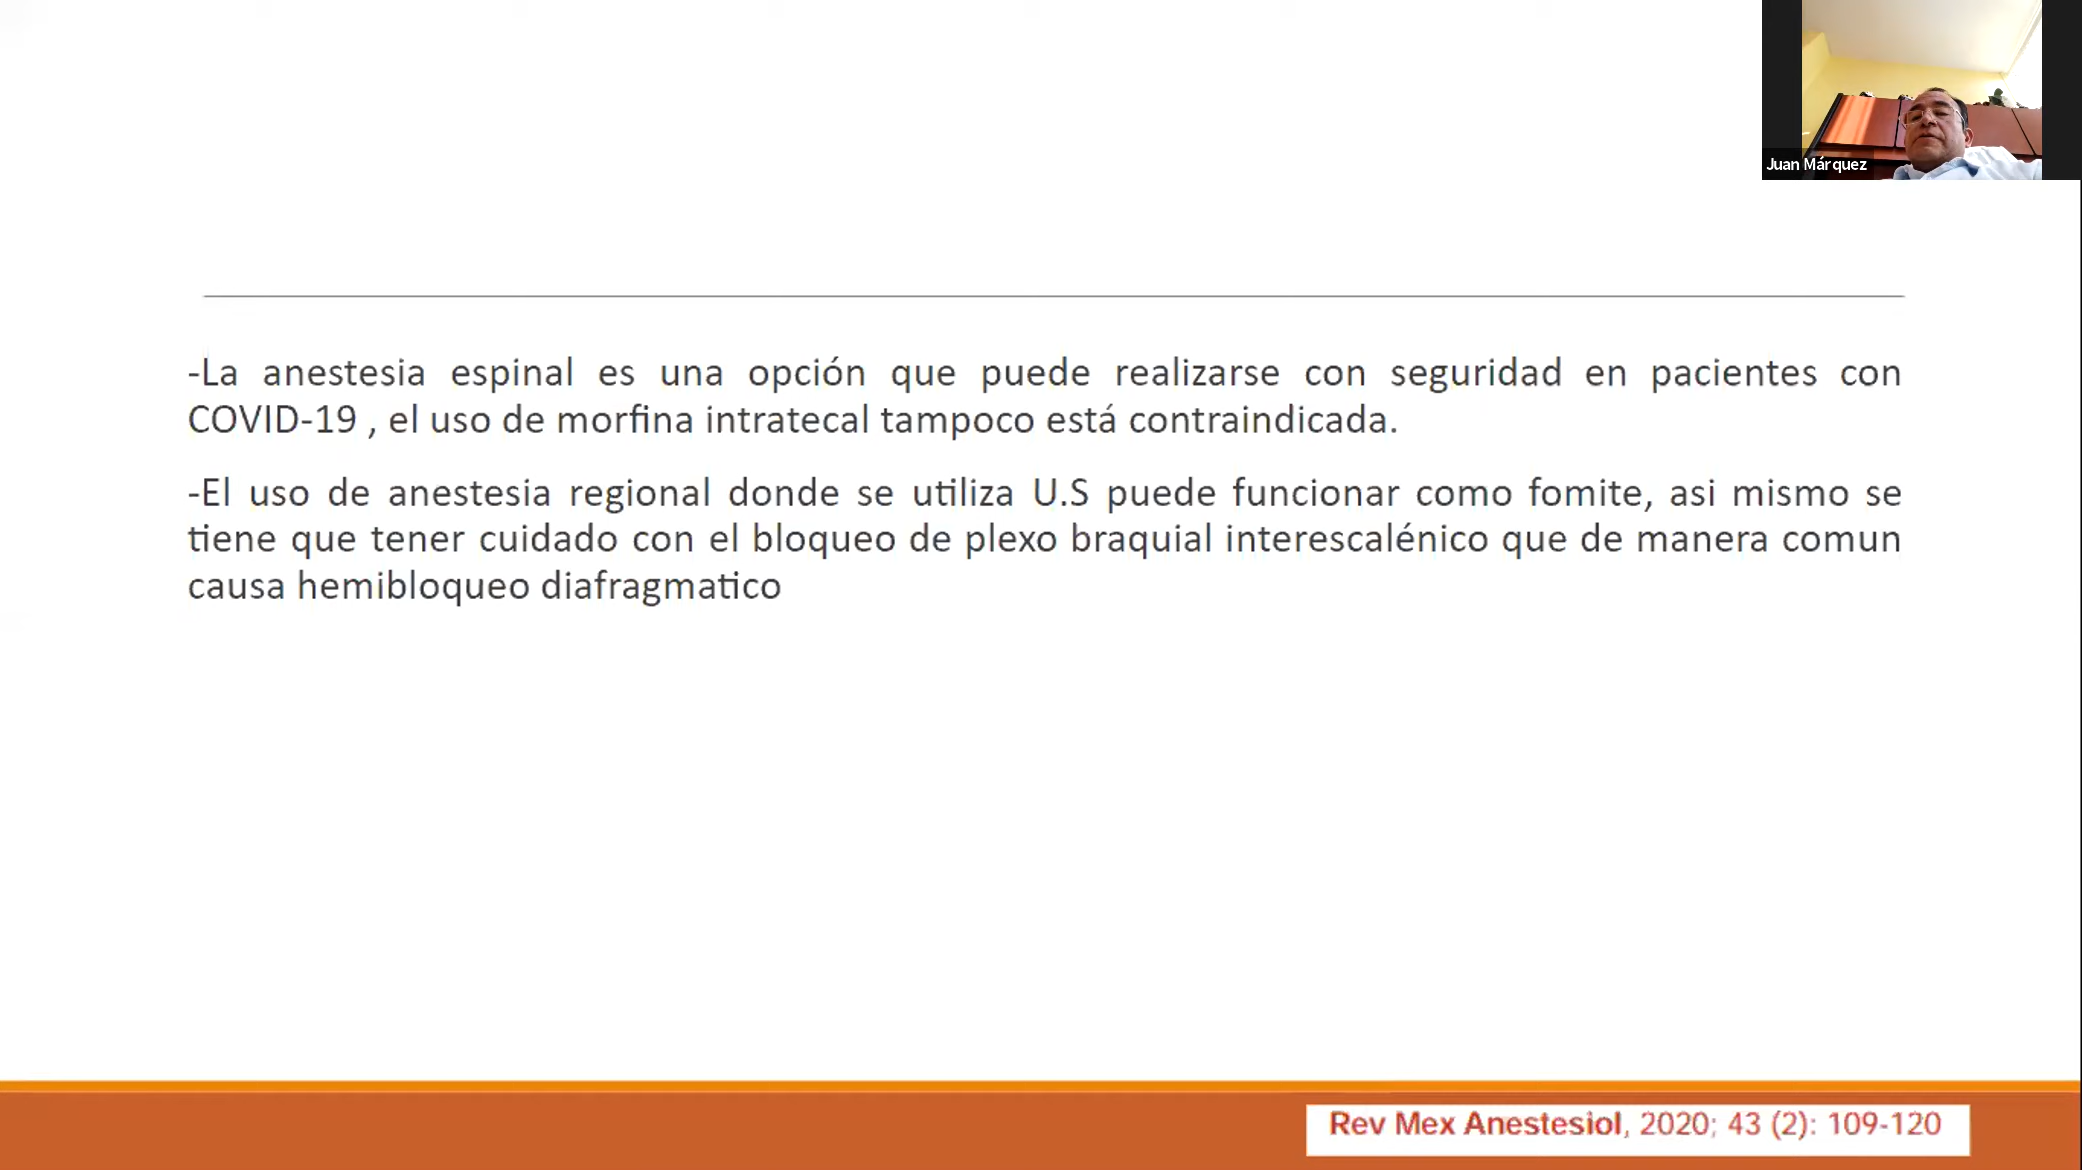 Juan Márquez
-La anestesia espinal es una opción que puede realizarse con seguridad en pacientes con
COVID-19 , el uso de morfina intratecal tampoco está contraindicada.
-El uso de anestesia regional donde se utiliza U.S puede funcionar como fomite, asi mismo se
tiene que tener cuidado con el bloqueo de plexo braquial interescalénico que de manera comun
causa hemibloqueo diafragmatico
Rev Mex Anestesiol, 2020; 43 (2): 109-120